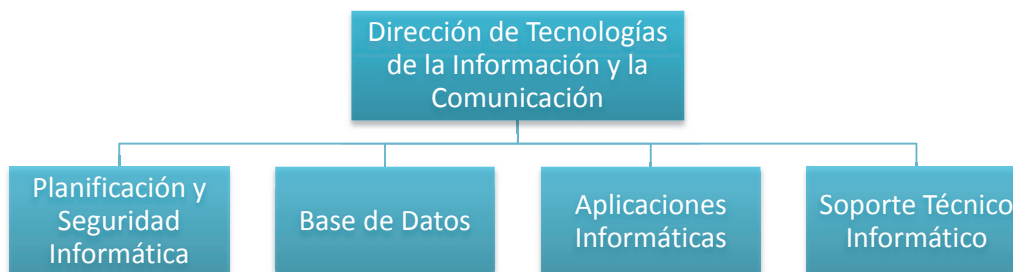 Dirección de Tecnologías
de la Información y la
Comunicación
Planificación y
Seguridad
Informática
Base de Datos
Aplicaciones
Informáticas
Soporte Técnico
Informático